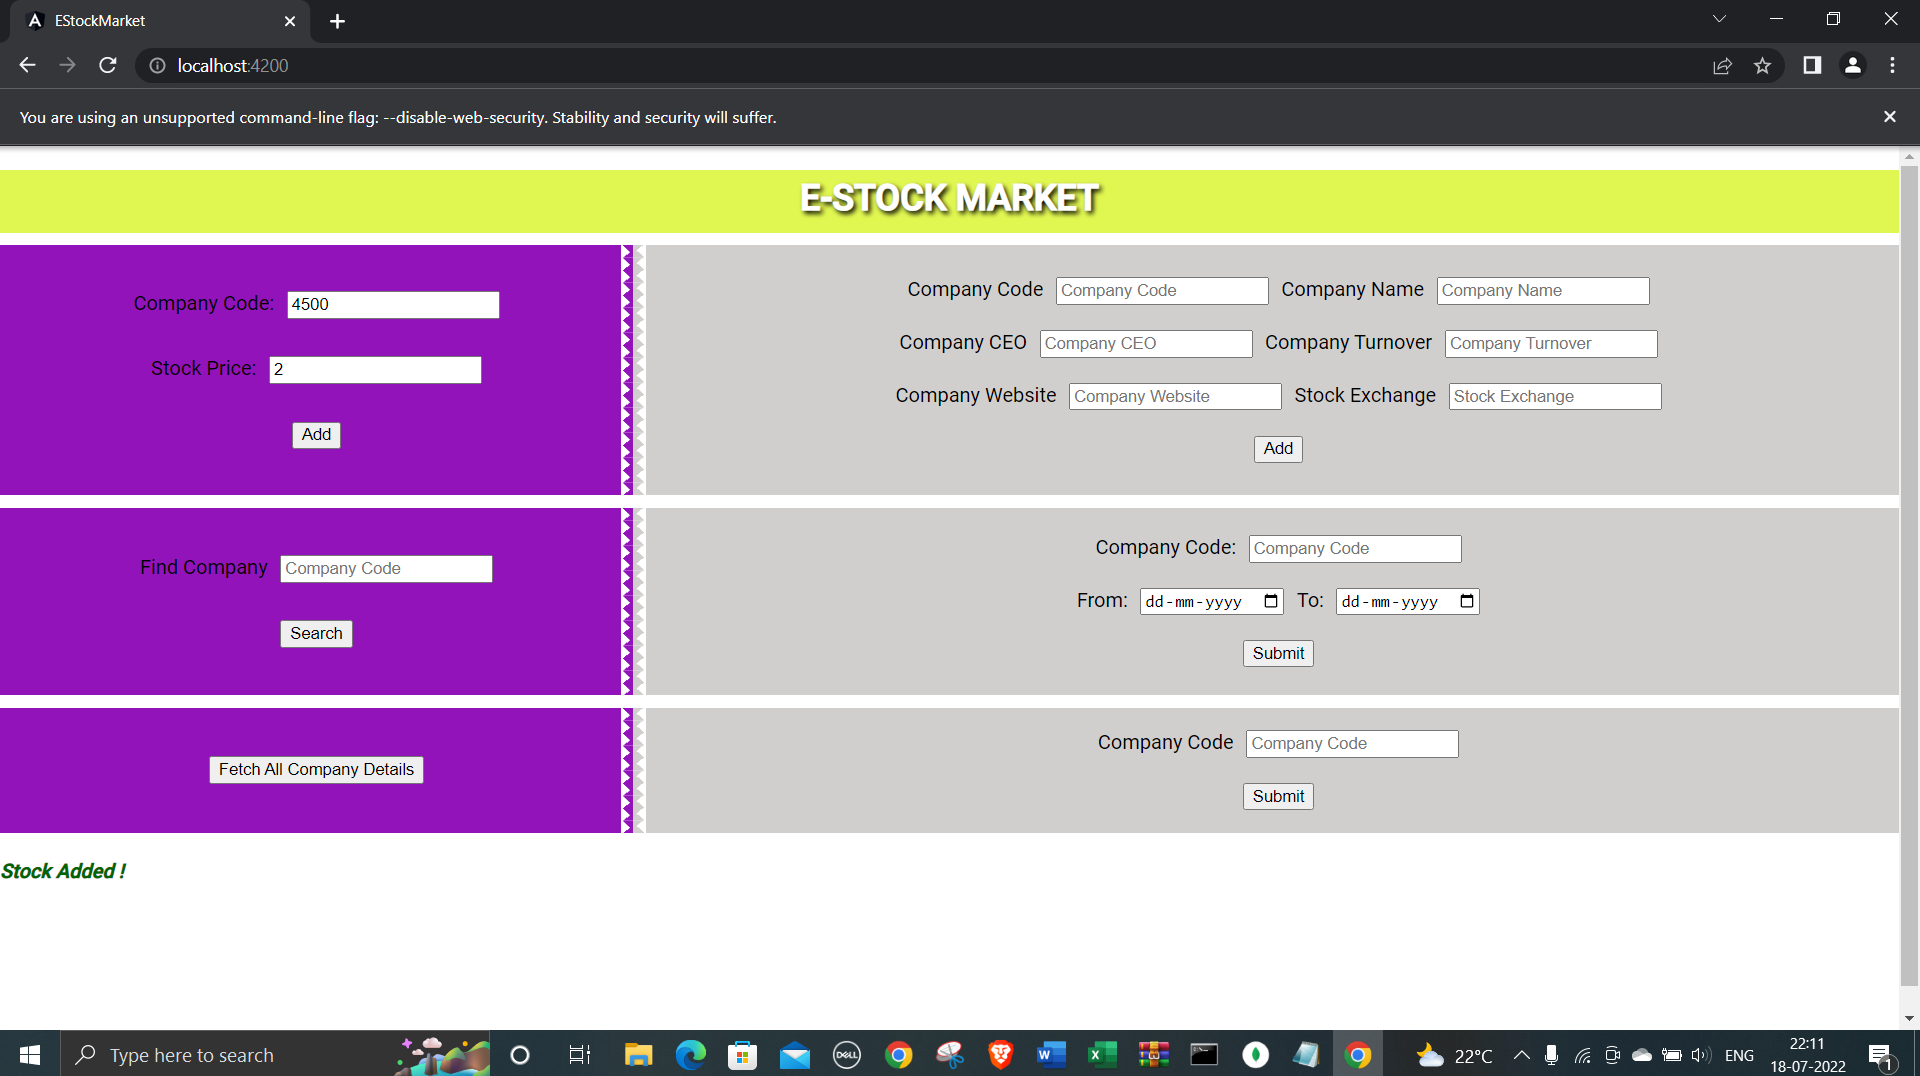 EStockMarket
localhost:4200
You are using an unsupported command-line flag: --disable-web-security. Stability and security will suffer.
E-STOCK MARKET
Company Code: 4500
Stock Price: 2
Add
Company Code Company Code Company Name Company Name
Company CEO Company CEO Company Turnover Company Turnover
Company Website Company Website Stock Exchange Stock Exchange
Add
Find Company Company Code
Search
Company Code: Company Code
From: dd-mm-yyyy To: dd-mm-yyyy
Submit
Fetch All Company Details
Company Code Company Code
Submit
Stock Added !
Type here to search
DELL
22°C
ENG
22:11
18-07-2022
1